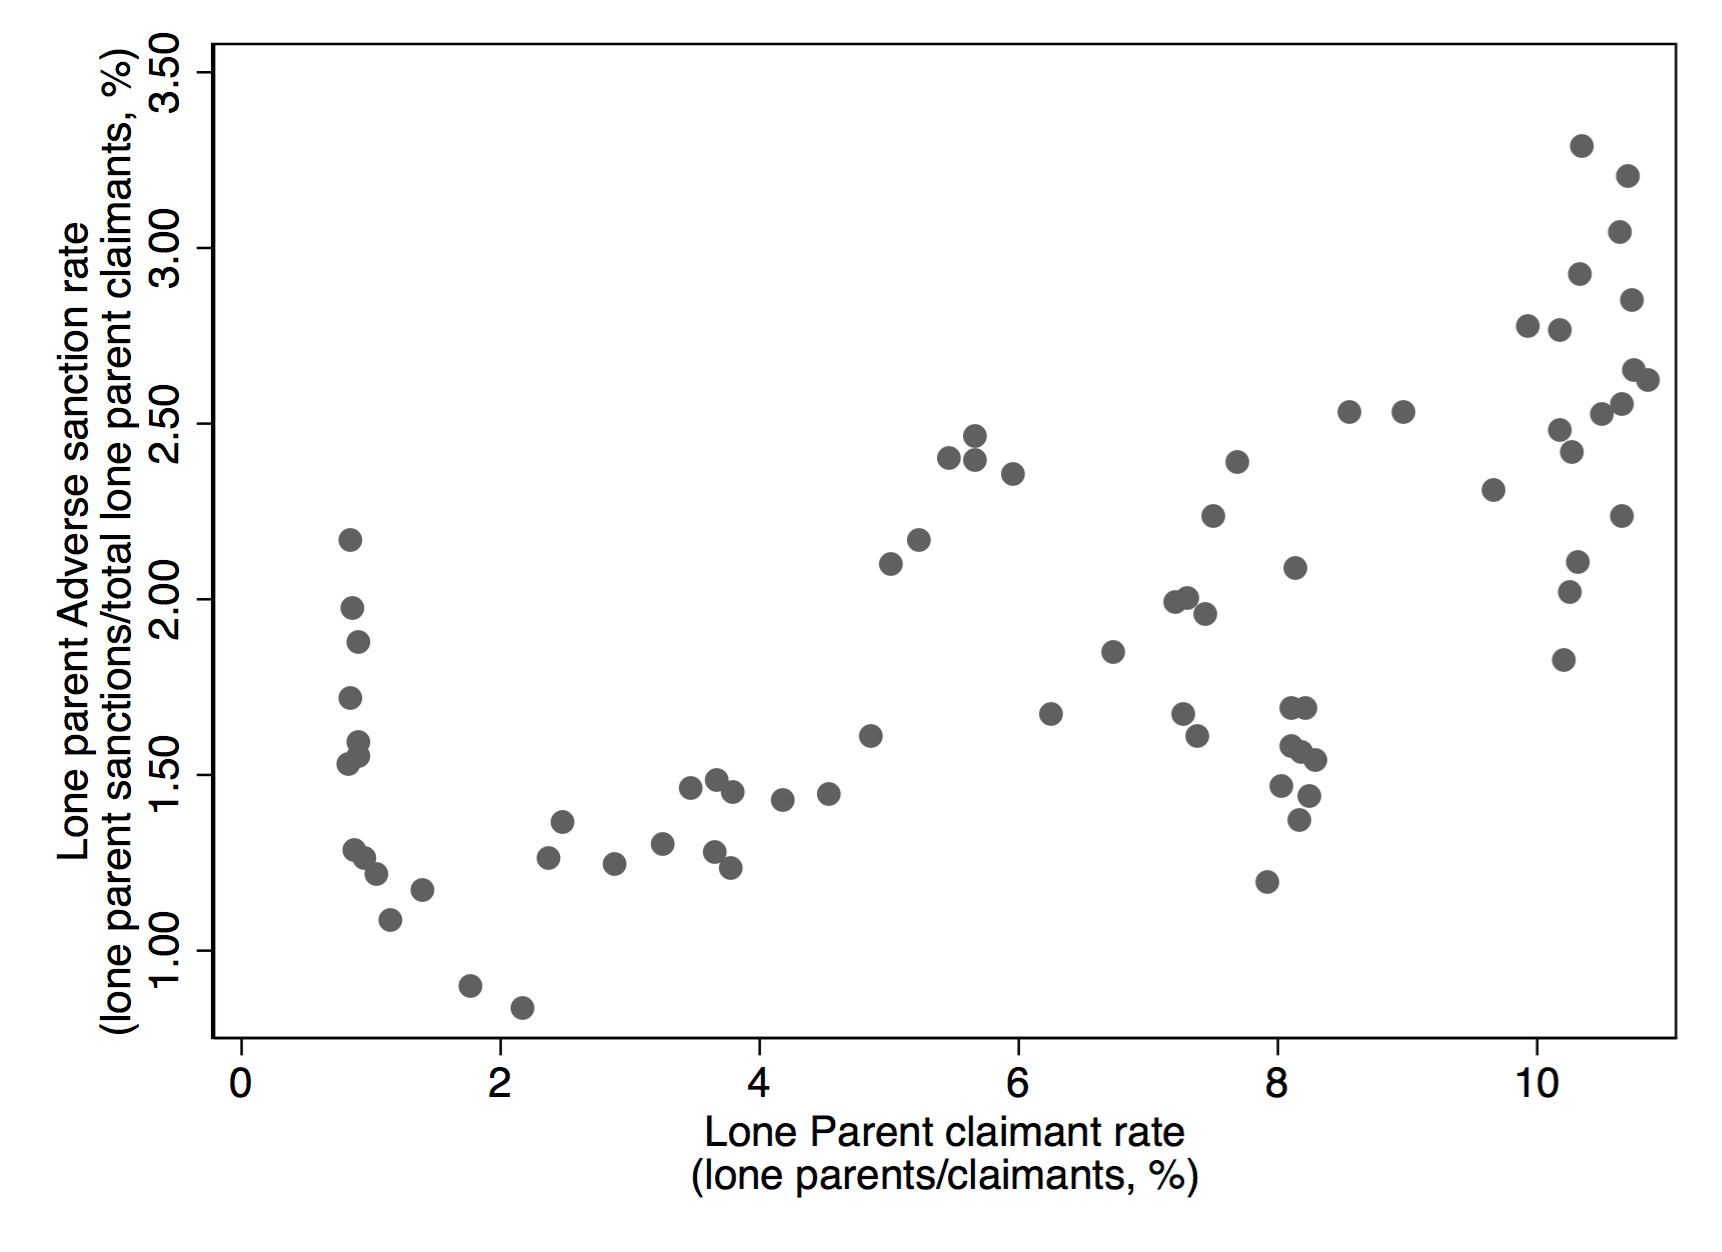 Lone parent Adverse sanction rate
(lone parent sanctions/total lone parent claimants, %)
3.50
3.00
2.50
2.00
1.50
1.00
0 2 4 6 8 10
Lone Parent claimant rate
(lone parents/claimants, %)